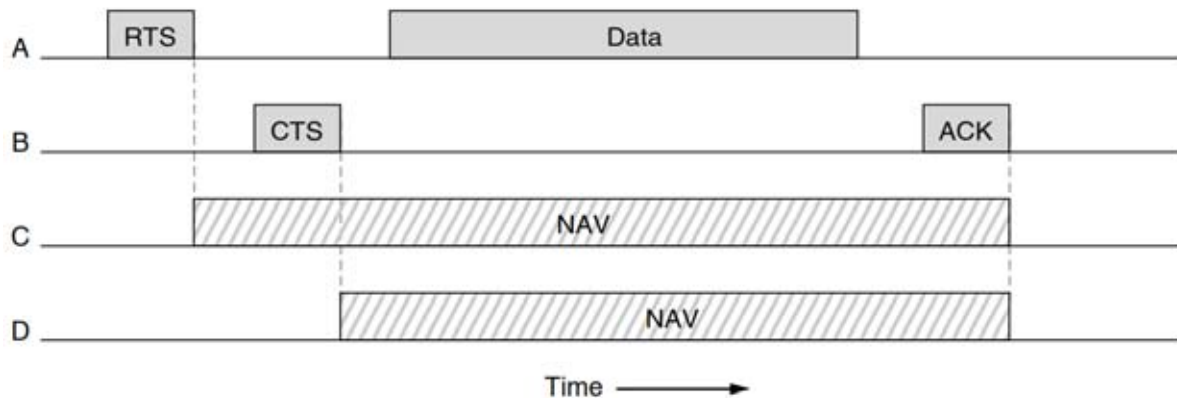 A RTS Data
B CTS ACK
C NAV
D NAV
Time